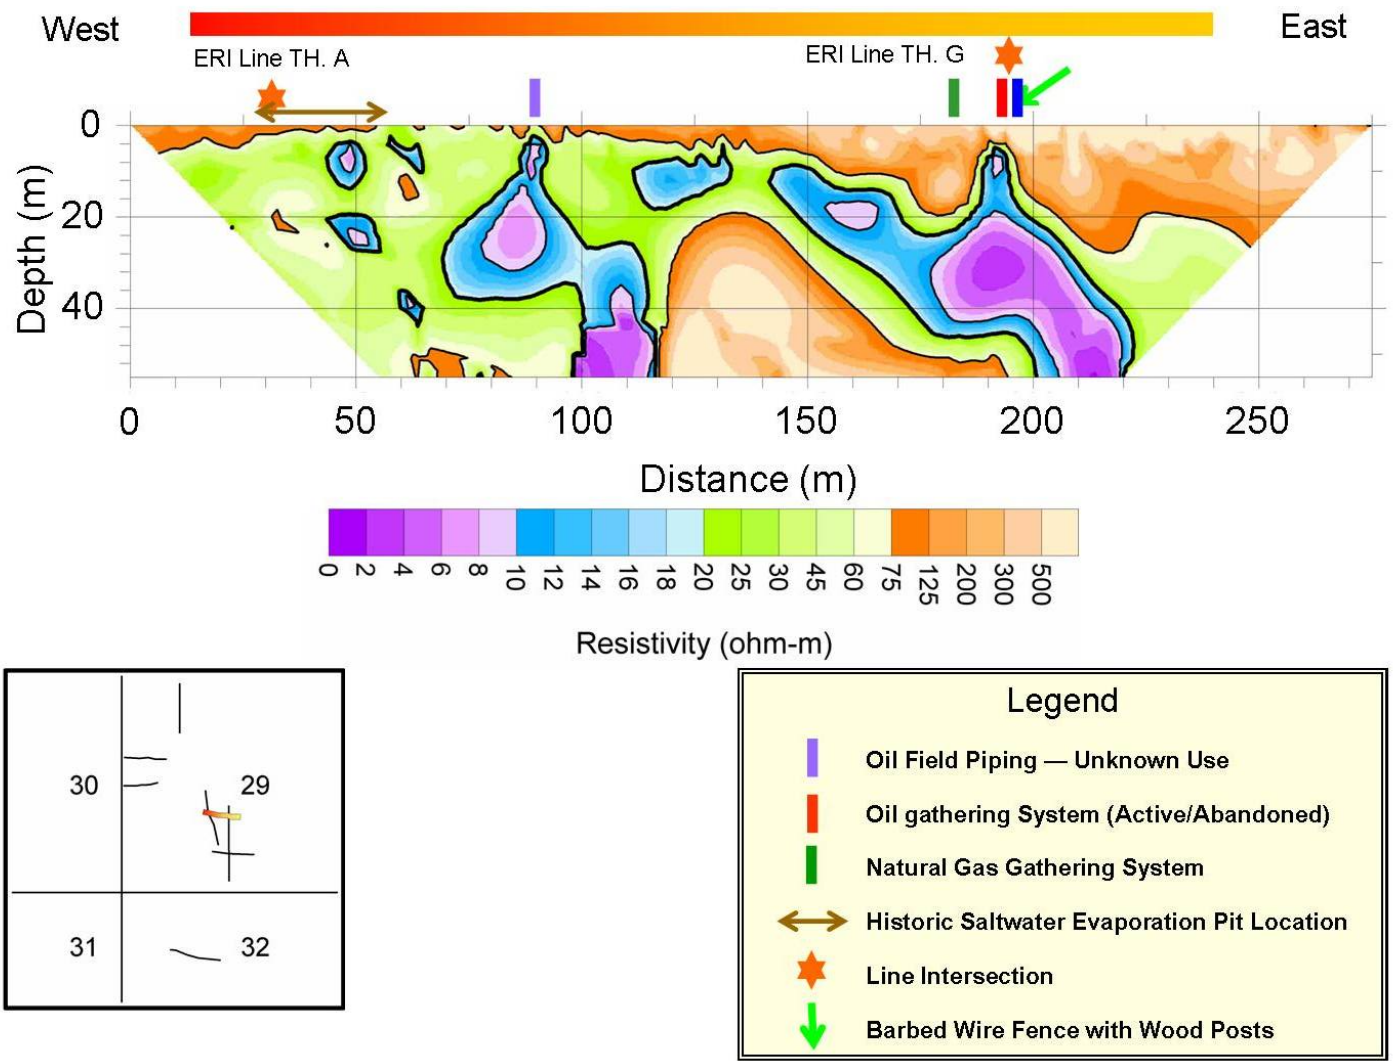 West
East
ERI Line TH. A
ERI Line TH. G
0
20
40
Depth (m)
0
50
100
150
200
250
Distance (m)
0
2
4
6
8
10
12
14
16
18
20
25
30
45
60
75
125
200
300
500
Resistivity (ohm-m)
30
29
31
32
Legend
Oil Field Piping — Unknown Use
Oil gathering System (Active/Abandoned)
Natural Gas Gathering System
Historic Saltwater Evaporation Pit Location
Line Intersection
Barbed Wire Fence with Wood Posts